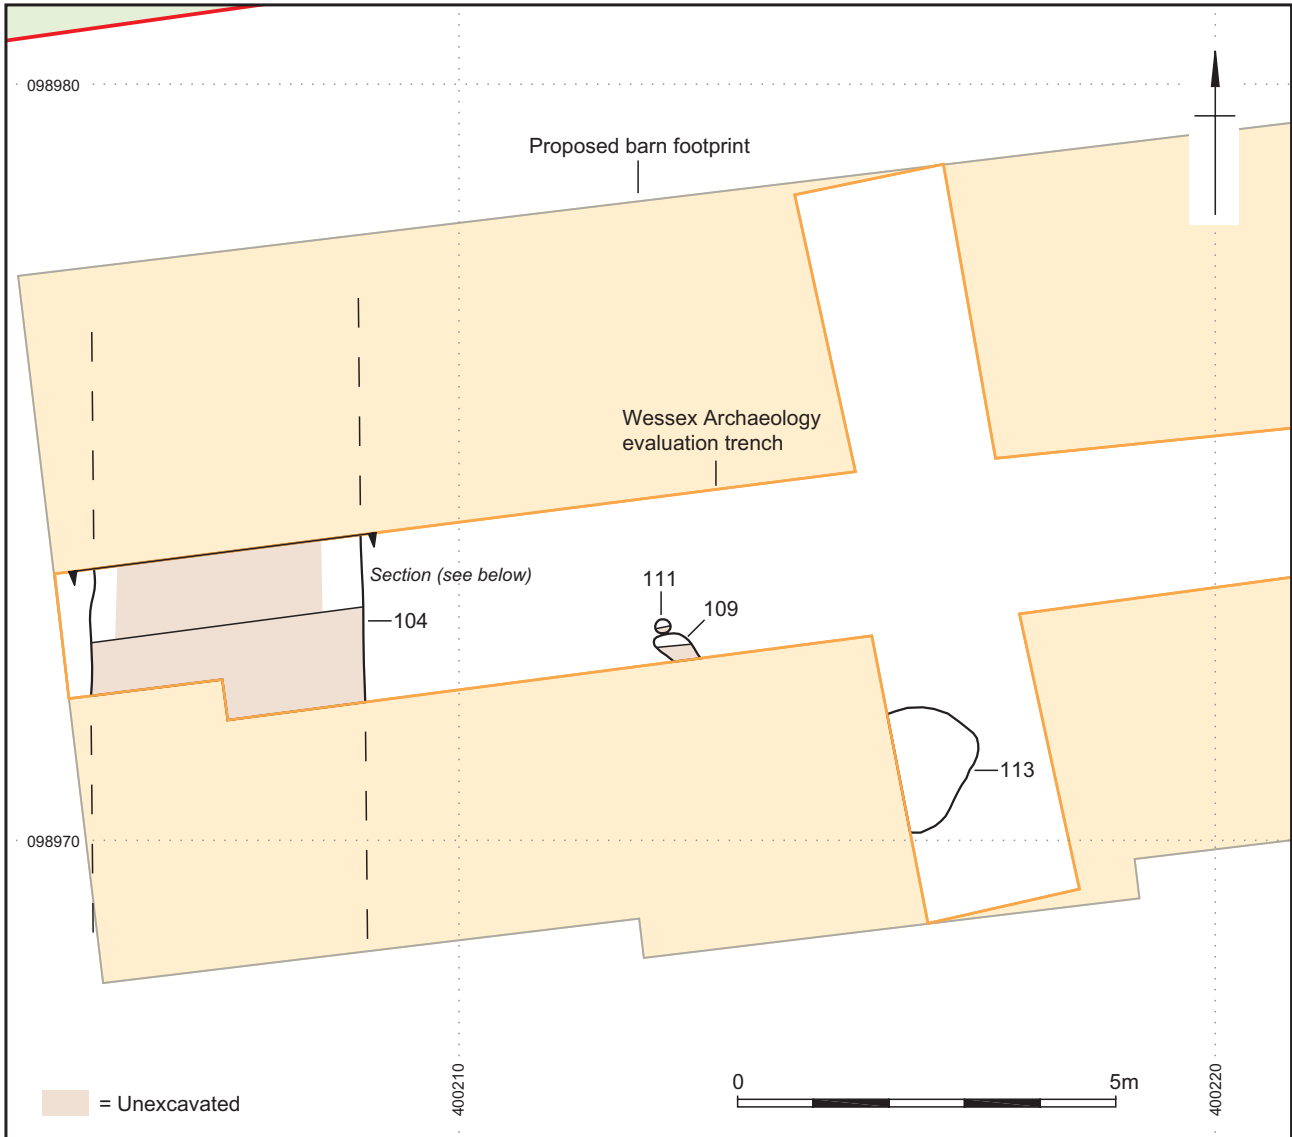 098980
Proposed barn footprint
Wessex Archaeology
evaluation trench
Section (see below)
104
111
109
113
098970
= Unexcavated
400210
0
5m
400220